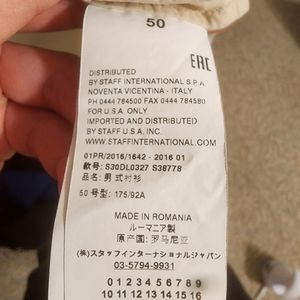 50
EAC
DISTRIBUTED
BY STAFF INTERNATIONAL S.P.A.
NOVENTA VICENTINA - ITALY
PH 0444 784500 FAX 0444 784580
FOR U.S.A. ONLY
IMPORTED AND DISTRIBUTED
BY STAFF U.S.A. INC.
WWW.STAFFINTERNATIONAL.COM
01PR/2016/1642 - 2016 01
款号: S30DL0327 S38778
品名: 男式衬衫
50 号型: 175/92A
MADE IN ROMANIA
ルーマニア製
原产国: 罗马尼亚
(株)スタッフインターナショナルジャパン
03-5794-9931
0 1 2 3 4 5 6 7 8 9
10 11 12 13 14 15 16